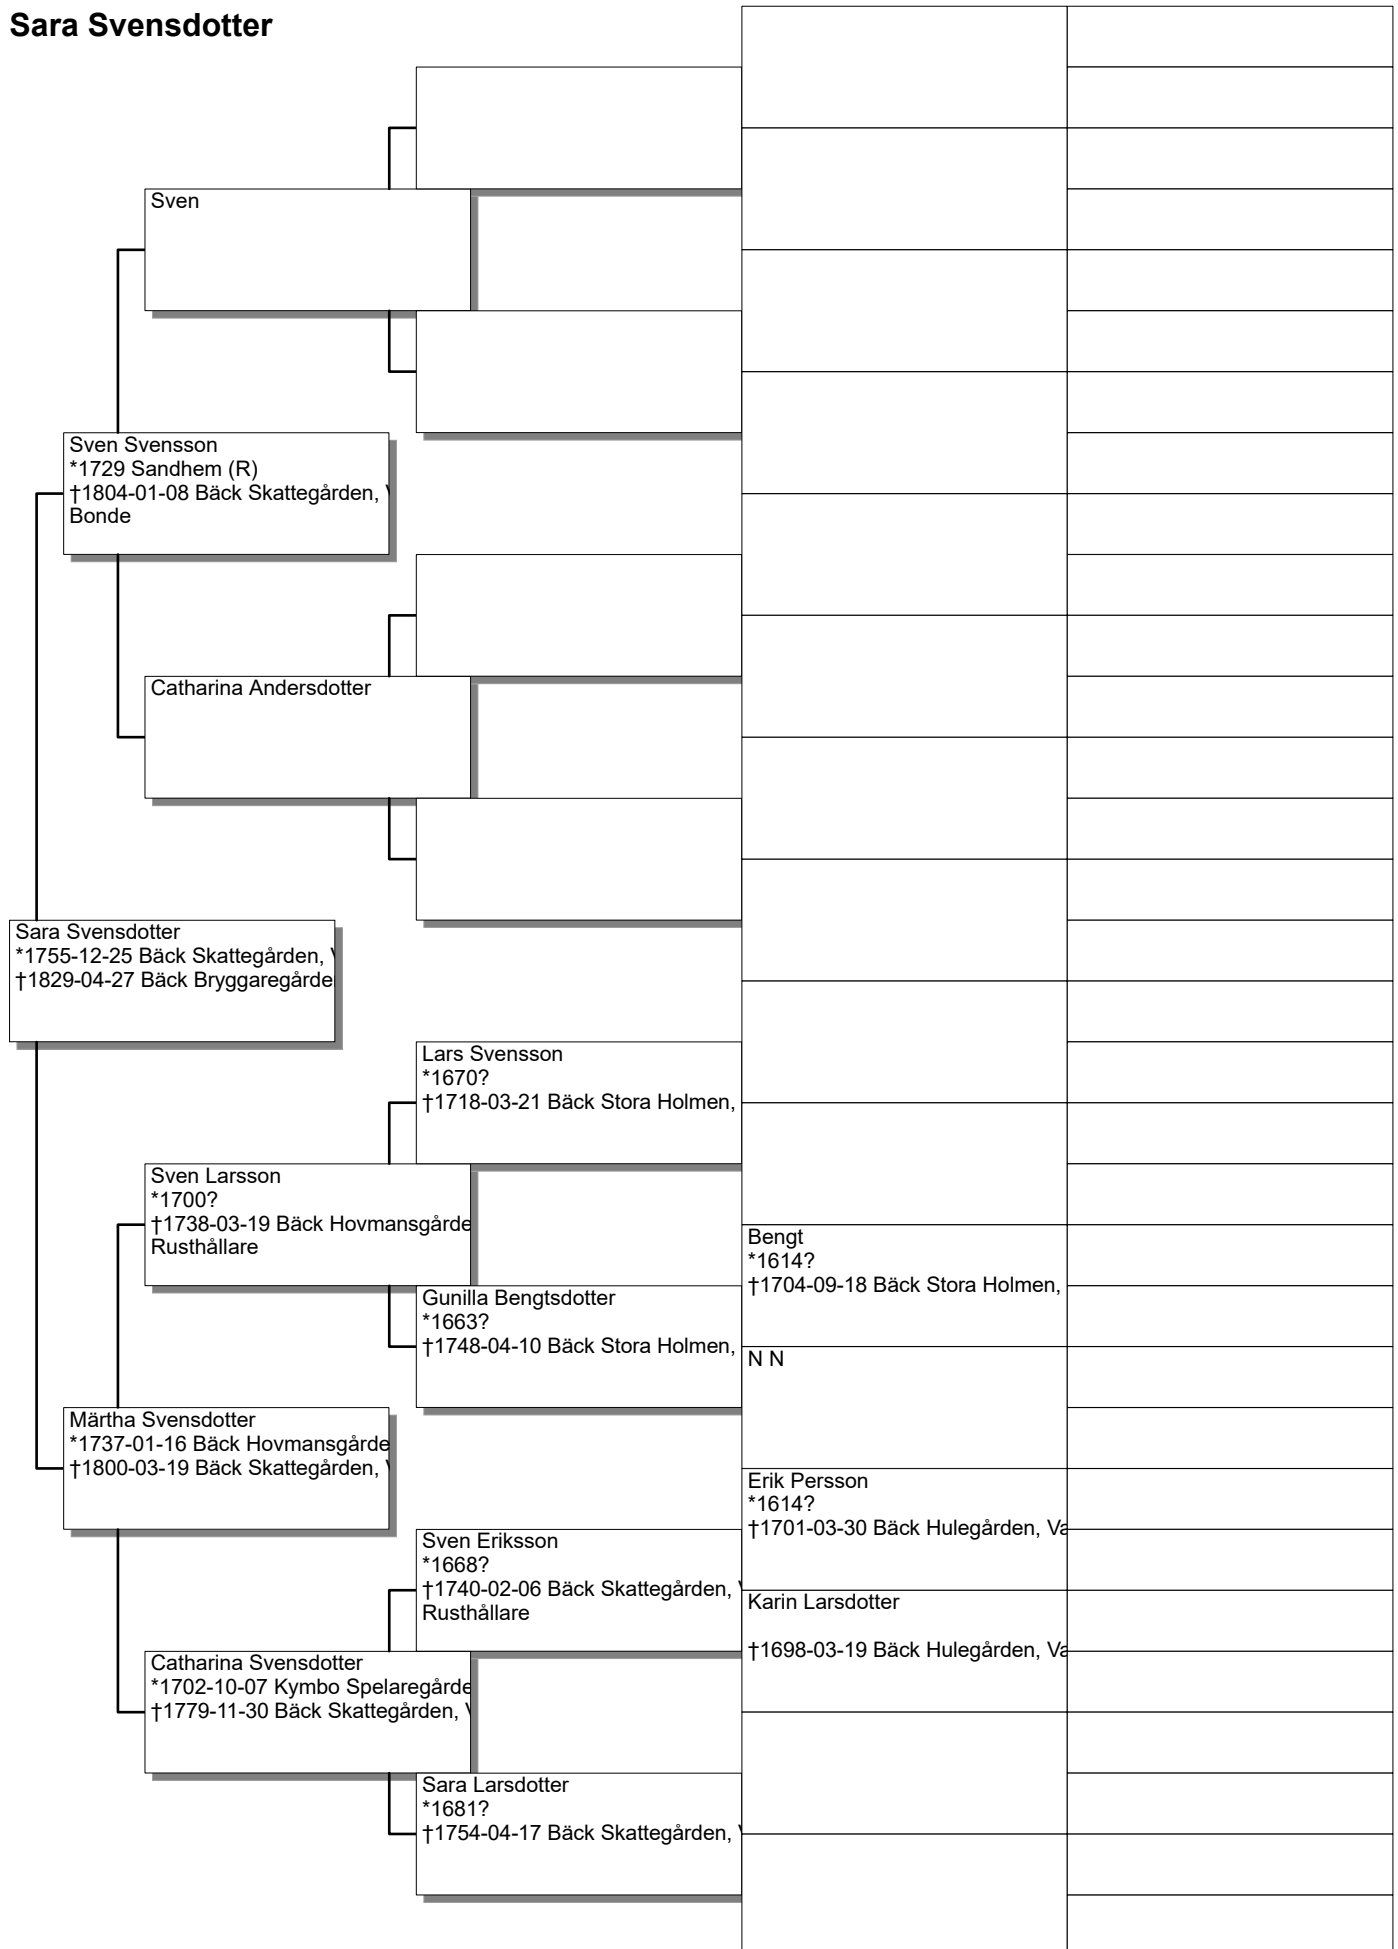 Sara Svensdotter
Sven
Sven Svensson
*1729 Sandhem (R)
†1804-01-08 Bäck Skattegården,
Bonde
Catharina Andersdotter
Sara Svensdotter
*1755-12-25 Bäck Skattegården,
†1829-04-27 Bäck Bryggaregårde
Lars Svensson
*1670?
†1718-03-21 Bäck Stora Holmen,
Sven Larsson
*1700?
†1738-03-19 Bäck Hovmansgårde
Rusthållare
Bengt
*1614?
†1704-09-18 Bäck Stora Holmen,
Gunilla Bengtsdotter
*1663?
†1748-04-10 Bäck Stora Holmen,
N N
Märtha Svensdotter
*1737-01-16 Bäck Hovmansgårde
†1800-03-19 Bäck Skattegården,
Erik Persson
*1614?
†1701-03-30 Bäck Hulegården, Va
Sven Eriksson
*1668?
†1740-02-06 Bäck Skattegården,
Rusthållare
Karin Larsdotter
†1698-03-19 Bäck Hulegården, Va
Catharina Svensdotter
*1702-10-07 Kymbo Spelaregårde
†1779-11-30 Bäck Skattegården,
Sara Larsdotter
*1681?
†1754-04-17 Bäck Skattegården,